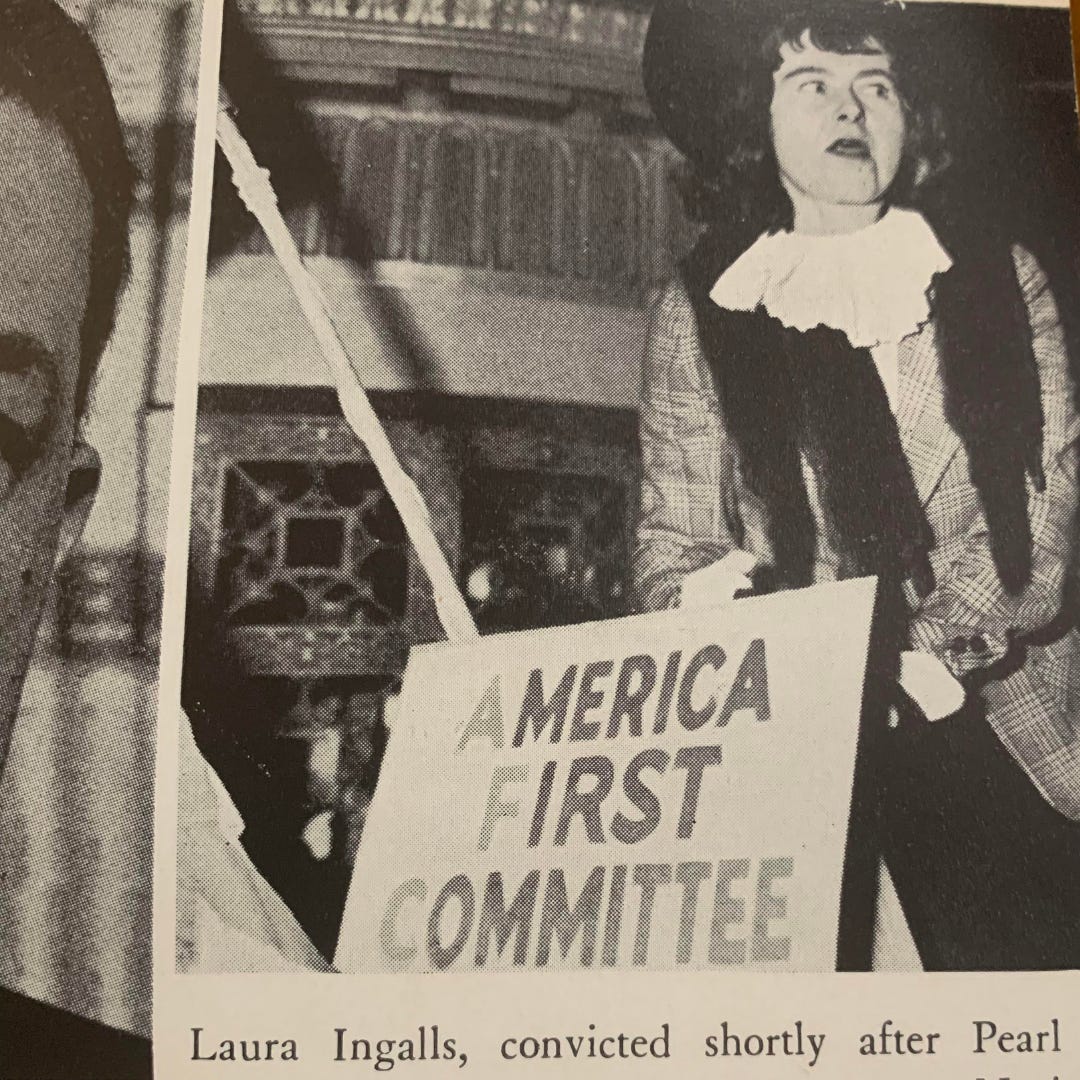 AMERICA
FIRST
COMMITTEE
Laura Ingalls, convicted shortly after Pearl